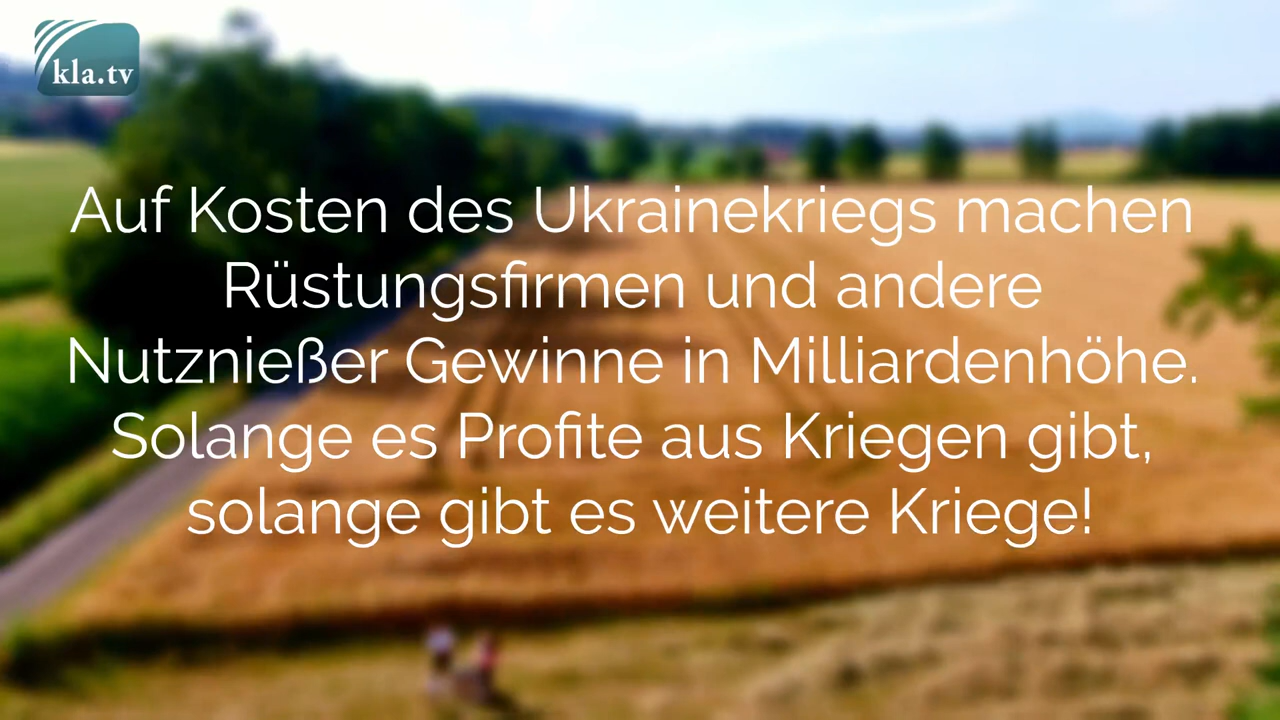 kla.tv
Auf Kosten des Ukrainekriegs machen
Rüstungsfirmen und andere
Nutznießer Gewinne in Milliardenhöhe.
Solange es Profite aus Kriegen gibt,
solange gibt es weitere Kriege!